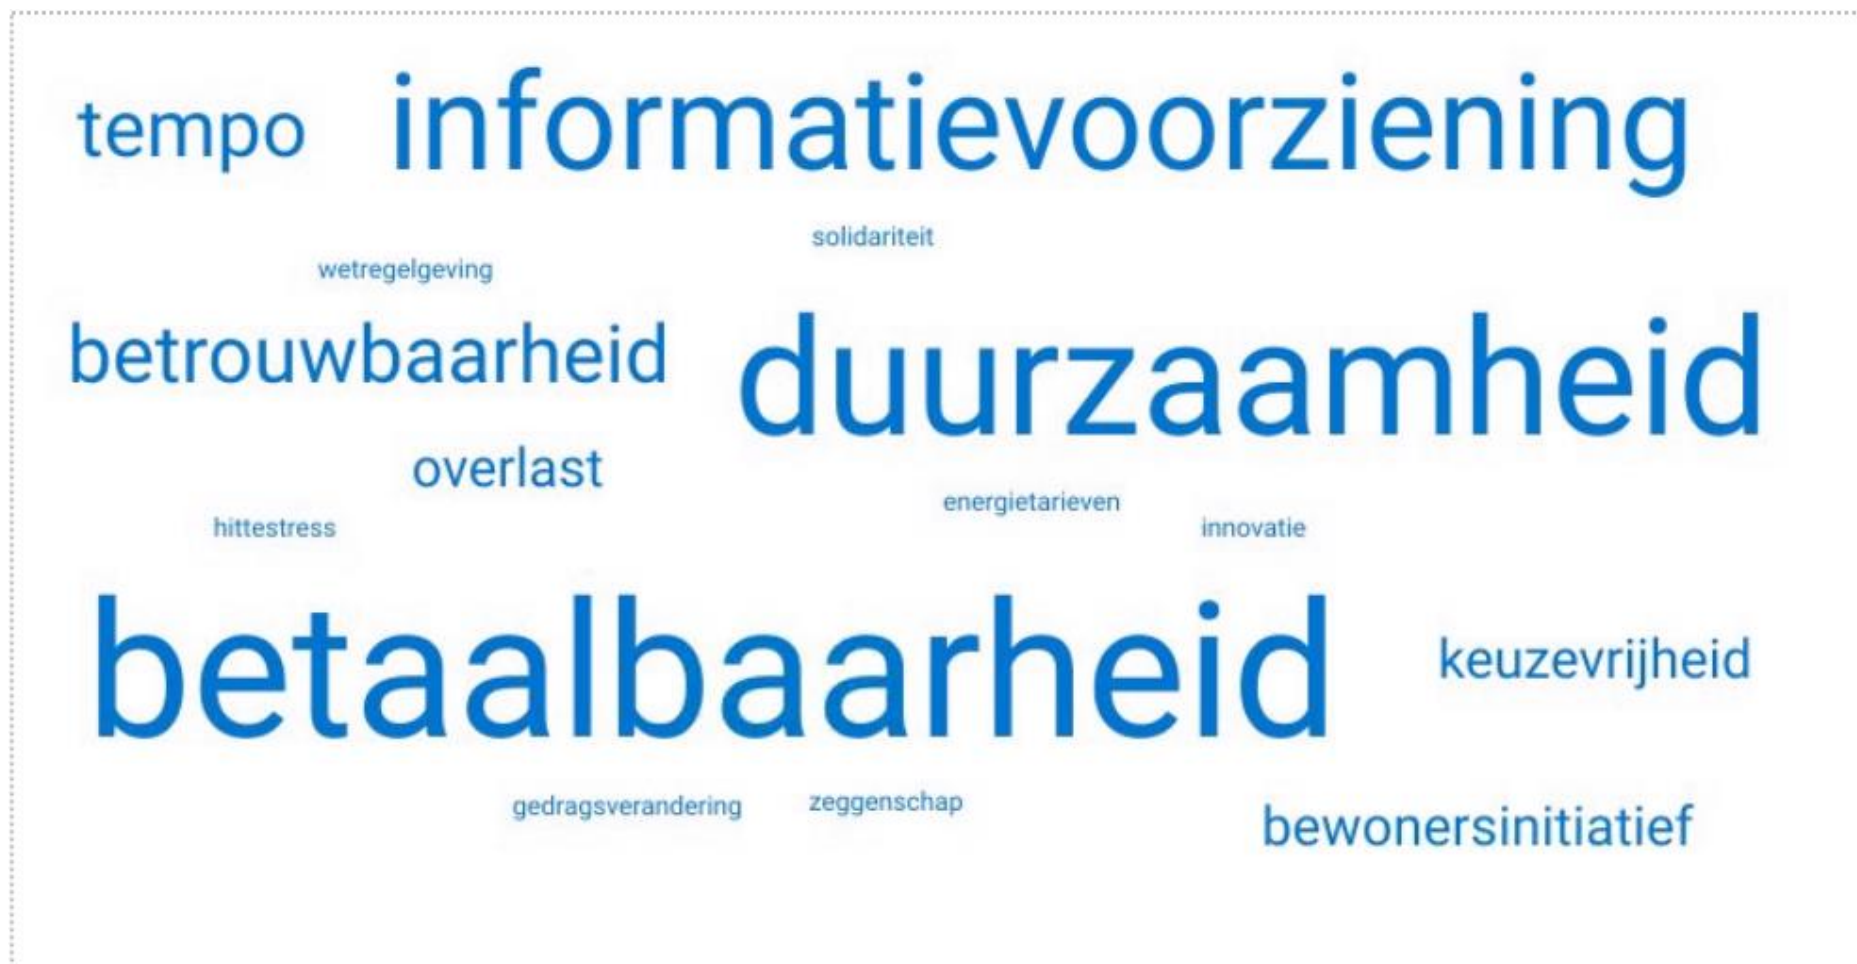 tempo informatievoorziening
solidariteit
wetregelgeving
betrouwbaarheid duurzaamheid
overlast
energietarieven
hittestress innovatie
betaalbaarheid keuzevrijheid
gedragsverandering zeggenschap
bewonersinitiatief